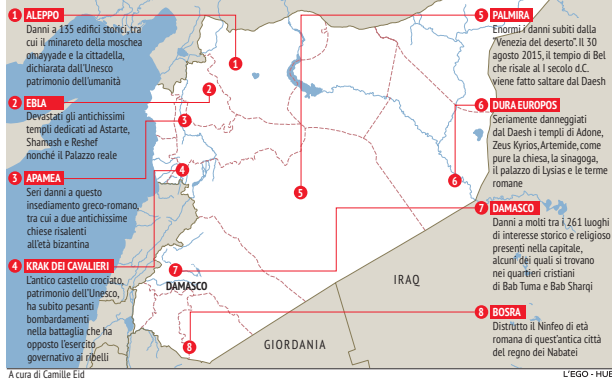 1 ALEPPO
Danni a 135 edifici storici, tra
cui il minareto della moschea
omayyade e la cittadella,
dichiarata dall'Unesco
patrimonio dell'umanità
2 EBLA
Devastati gli antichissimi
templi dedicati ad Astarte,
Shamash e Reshef
nonché il Palazzo reale
3 APAMEA
Seri danni a questo
insediamento greco-romano,
tra cui a due antichissime
chiese risalenti
all'età bizantina
4 KRAK DEI CAVALIERI
L'antico castello crociato,
patrimonio dell'Unesco,
ha subito pesanti
bombardamenti
nella battaglia che ha
opposto l'esercito
governativo ai ribelli
5 PALMIRA
Enormi i danni subiti dalla
"Venezia del deserto". Il 30
agosto 2015, il tempio di Bel
che risale al I secolo d.C.
viene fatto saltare dal Daesh
6 DURA EUROPOS
Seriamente danneggiati
dal Daesh i templi di Adone,
Zeus Kyrios, Artemide, come
pure la chiesa, la sinagoga,
il palazzo di Lysias e le terme
romane
7 DAMASCO
Danni a molti tra i 261 luoghi
di interesse storico e religioso
presenti nella capitale,
alcuni dei quali si trovano
nei quartieri cristiani
di Bab Tuma e Bab Sharqi
8 BOSRA
Distrutto il Ninfeo di età
romana di quest'antica città
del regno dei Nabatei
1
2
3
4
5
6
7
DAMASCO
8
IRAQ
GIORDANIA
A cura di Camille Eid
L'EGO - HUB